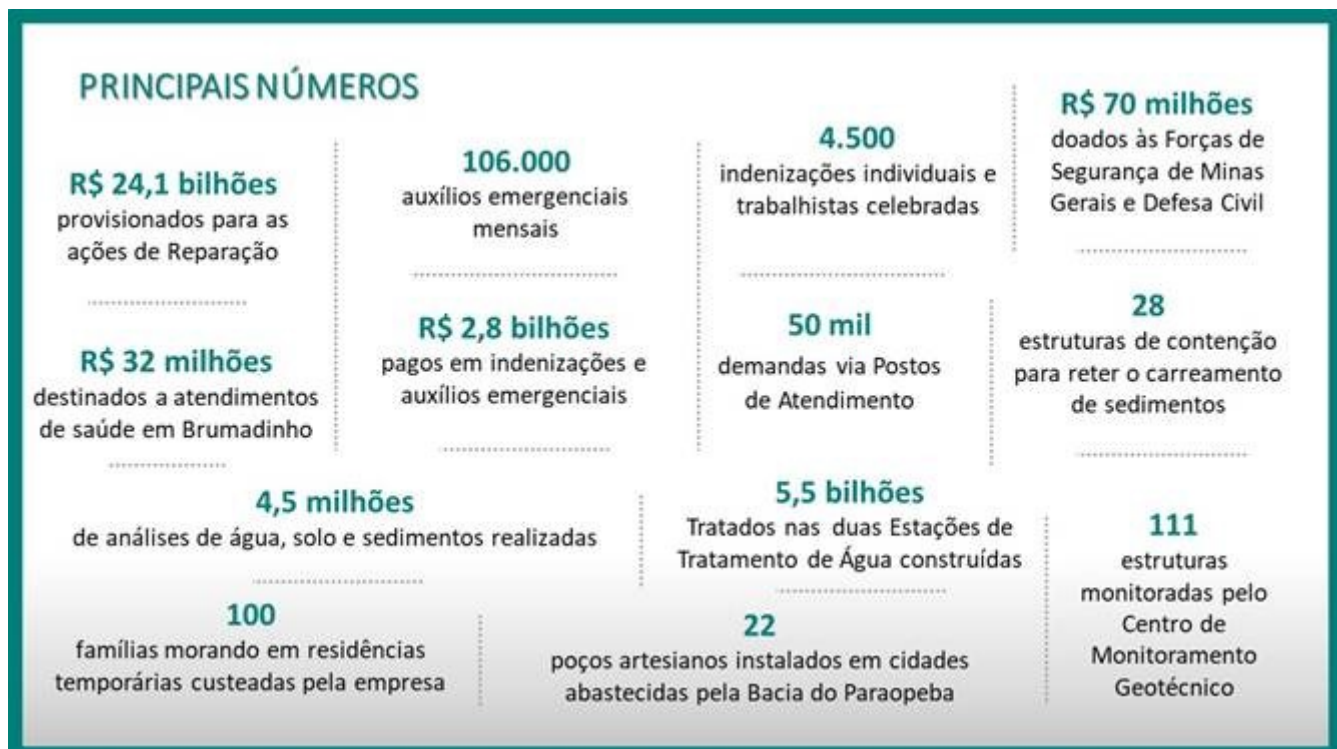 PRINCIPAIS NÚMEROS
R$ 24,1 bilhões
provisionados para as
ações de Reparação
106.000
auxílios emergenciais
mensais
4.500
indenizações individuais e
trabalhistas celebradas
R$ 70 milhões
doados às Forças de
Segurança de Minas
Gerais e Defesa Civil
R$ 32 milhões
destinados a atendimentos
de saúde em Brumadinho
R$ 2,8 bilhões
pagos em indenizações e
auxílios emergenciais
50 mil
demandas via Postos
de Atendimento
28
estruturas de contenção
para reter o carreamento
de sedimentos
4,5 milhões
de análises de água, solo e sedimentos realizadas
5,5 bilhões
Tratados nas duas Estações de
Tratamento de Água construídas
111
estruturas
monitoradas pelo
Centro de
Monitoramento
Geotécnico
100
famílias morando em residências
temporárias custeadas pela empresa
22
poços artesianos instalados em cidades
abastecidas pela Bacia do Paraopeba